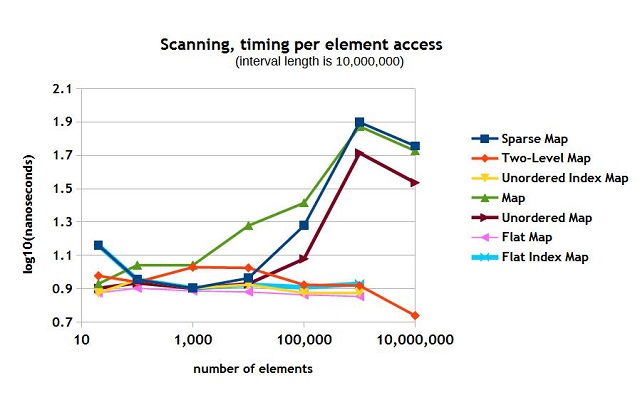 Scanning, timing per element access
(interval length is 10,000,000)
2.1
1.9
1.7
1.5
1.3
1.1
0.9
0.7
log10(nanoseconds)
10
1,000
100,000
10,000,000
number of elements
Sparse Map
Two-Level Map
Unordered Index Map
Map
Unordered Map
Flat Map
Flat Index Map